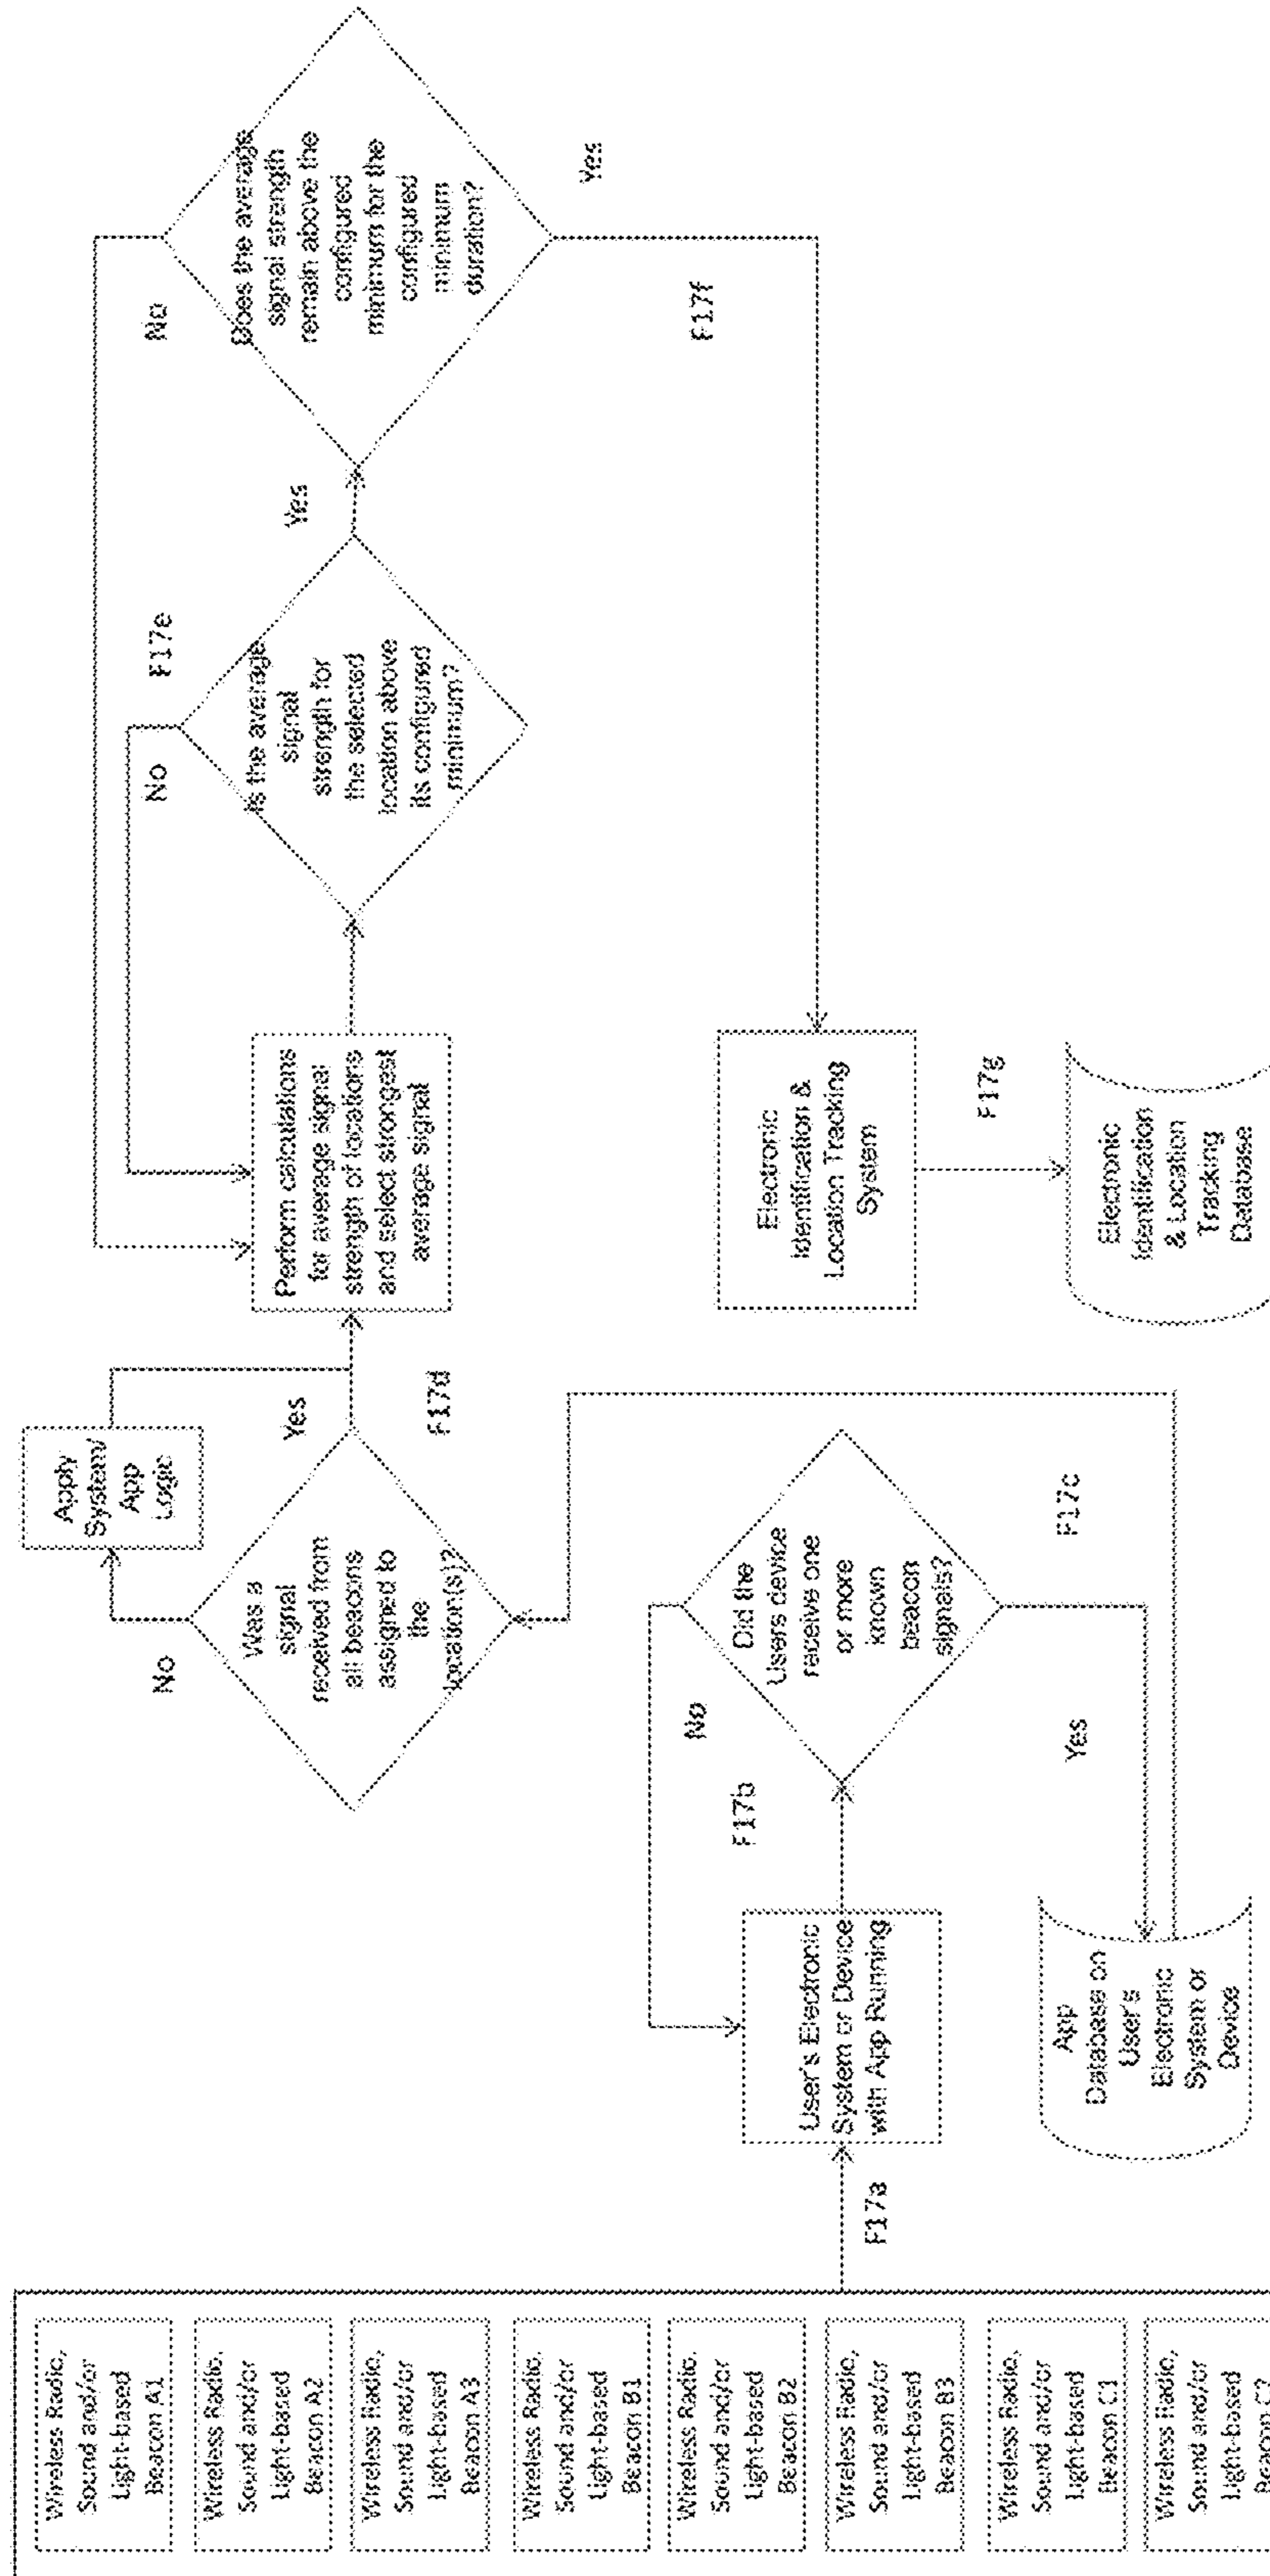 Wireless Radio,
Sound and/or
Light-based
Beacon A1
Wireless Radio,
Sound and/or
Light-based
Beacon A2
Wireless Radio,
Sound and/or
Light-based
Beacon A3
Wireless Radio,
Sound and/or
Light-based
Beacon B1
Wireless Radio,
Sound and/or
Light-based
Beacon B2
Wireless Radio,
Sound and/or
Light-based
Beacon B3
Wireless Radio,
Sound and/or
Light-based
Beacon C1
Wireless Radio,
Sound and/or
Light-based
Beacon C2
F17a
User's Electronic
System or Device
with App Running
F17b
No
Did the
Users device
receive one
or more
known
beacon
signals?
Yes
F17c
App
Database on
User's
Electronic
System or
Device
Was a
signal
received from
all beacons
assigned to
the
location(s)?
No
Apply
System/
App
Logic
Yes
F17d
Perform calculations
for average signal
strength of locations
and select strongest
average signal
Is the average
signal
strength for
the selected
location above
its configured
minimum?
No
F17e
Yes
Does the average
signal strength
remain above the
configured
minimum for the
configured
minimum
duration?
No
Yes
F17f
Electronic
Identification &
Location Tracking
System
F17g
Electronic
Identification
& Location
Tracking
Database